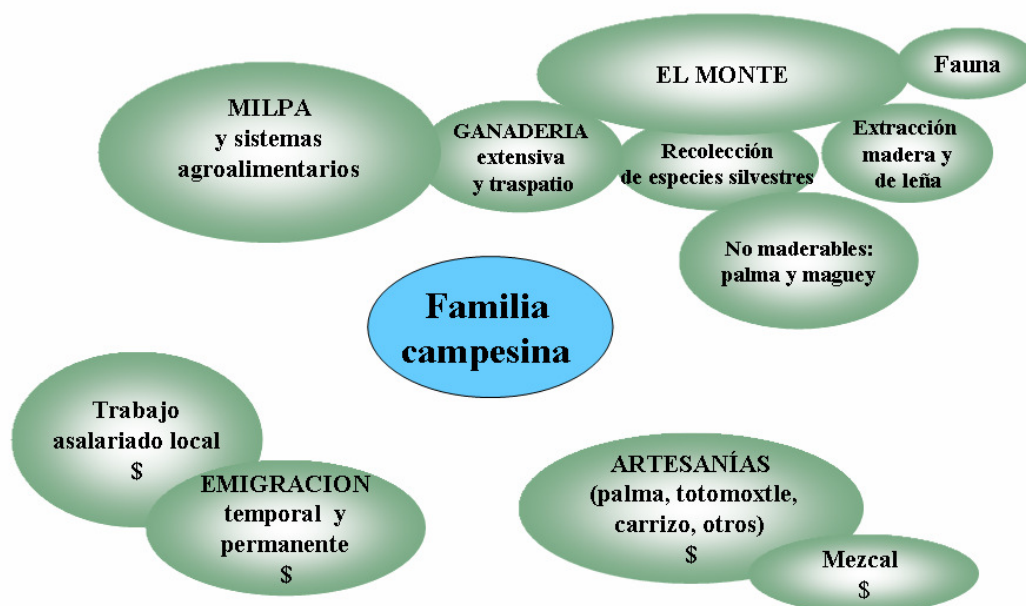 EL MONTE
Fauna
MILPA
y sistemas
agroalimentarios
GANADERIA
extensiva
y traspatio
Recolección
de especies silvestres
Extracción
madera y
de leña
No maderables:
palma y maguey
Familia
campesina
Trabajo
asalariado local
$
EMIGRACION
temporal y
permanente
$
ARTESANÍAS
(palma, totomoxtle,
carrizo, otros)
$
Mezcal
$